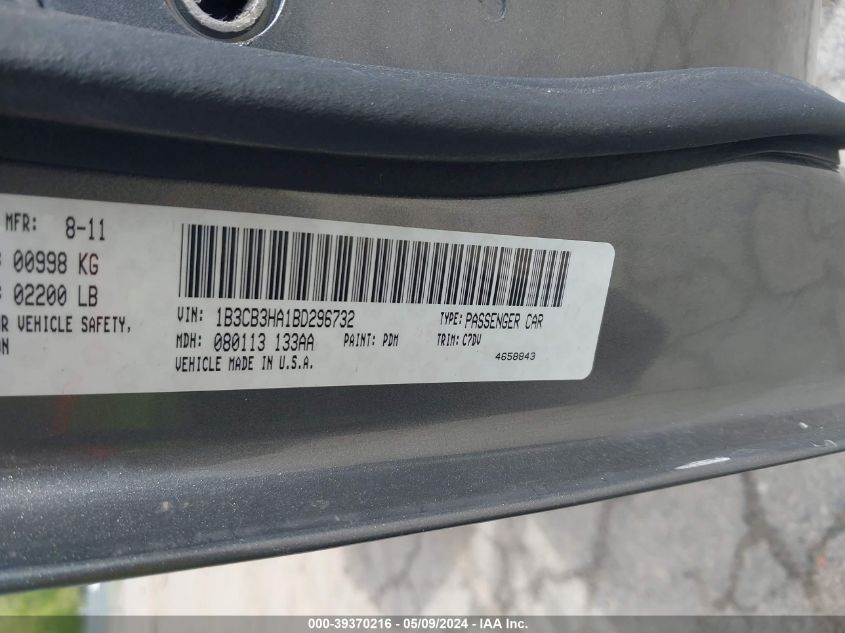 MFR: 8-11
00998 KG
02200 LB
VEHICLE SAFETY,
VIN: 1B3CB3HA1BD296732 TYPE: PASSENGER CAR
MDH: 080113 133AA PAINT: PDM TRIM: C7DV
VEHICLE MADE IN U.S.A. 4658843
000-39370216 - 05/09/2024 - IAA Inc.